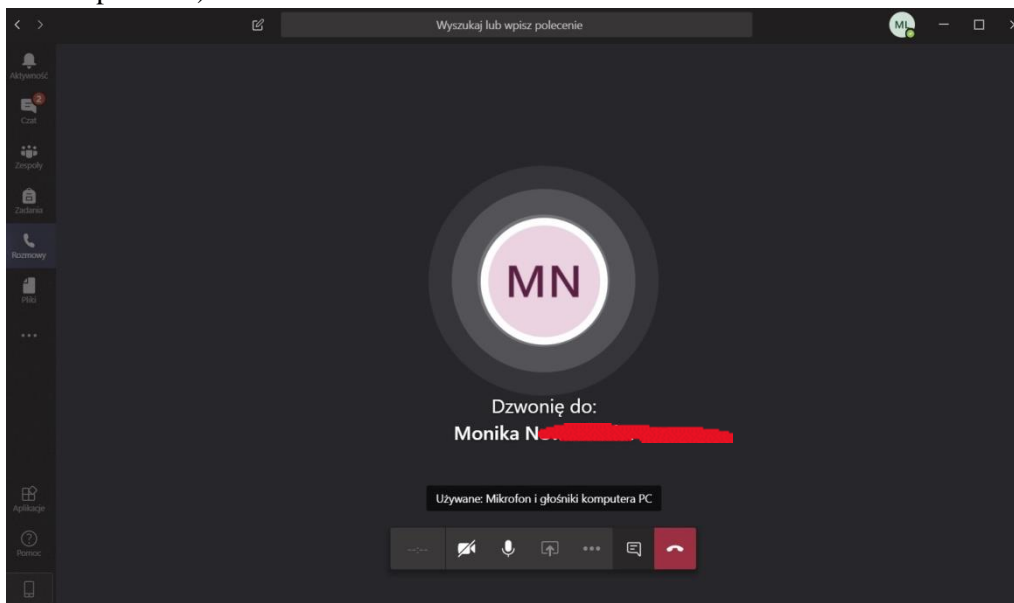 Wyszukaj lub wpisz polecenie
ML
Aktywność
2
Czat
Zespoły
Zadania
Rozmowy
Pliki
MN
Dzwonię do:
Monika
Używane: Mikrofon i głośniki komputera PC
--:--
Aplikacje
Pomoc